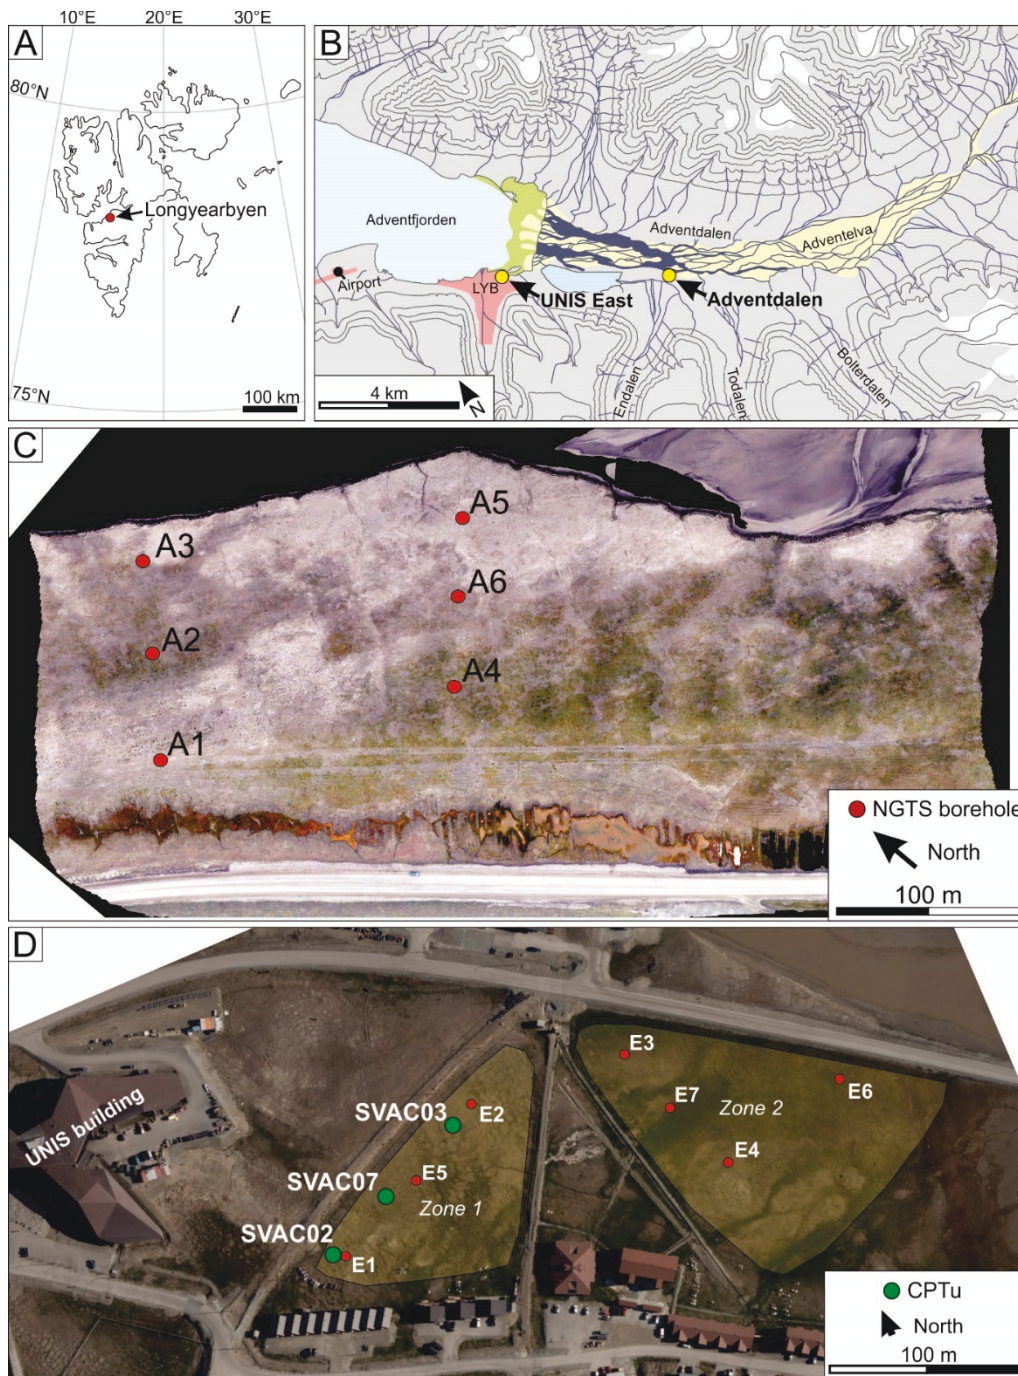 A
10°E
20°E
30°E
80°N
Longyearbyen
75°N
100 km
B
Adventfjorden
Adventdalen
Adventelva
Airport
LYB
UNIS East
Adventdalen
Endalen
Todalen
Bolterdalen
4 km
N
C
A5
A3
A6
A2
A4
A1
NGTS borehole
North
100 m
D
E3
E6
E7
Zone 2
SVAC03
E2
UNIS building
E4
E5
SVAC07
Zone 1
SVAC02
E1
CPTu
North
100 m